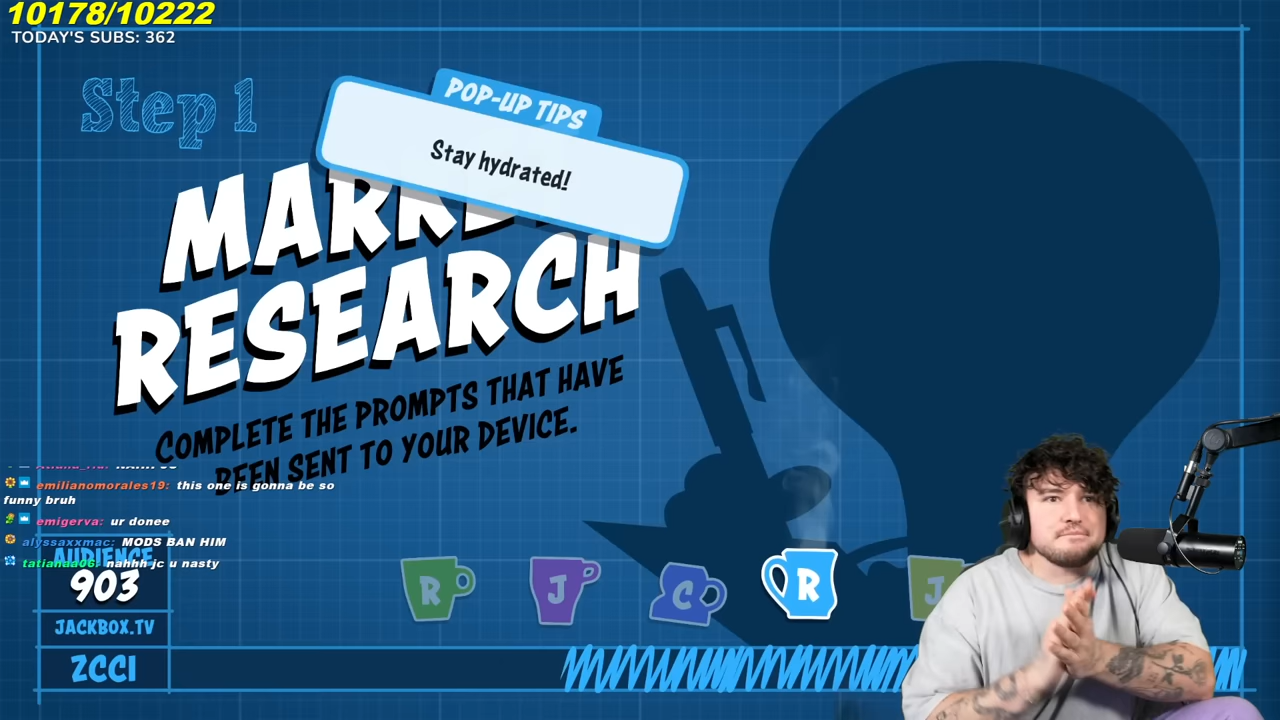 10178/10222
TODAY'S SUBS: 362
Step 1
POP-UP TIPS
Stay hydrated!
MARKET
RESEARCH
COMPLETE THE PROMPTS THAT HAVE
BEEN SENT TO YOUR DEVICE.
emilianomorales19: this one is gonna be so
funny bruh
emigerva: ur donee
alyssaxxmac: MODS BAN HIM
tatianaa06: nahhh jc u nasty
AUDIENCE
903
JACKBOX.TV
ZCCI
R
J
C
R
J